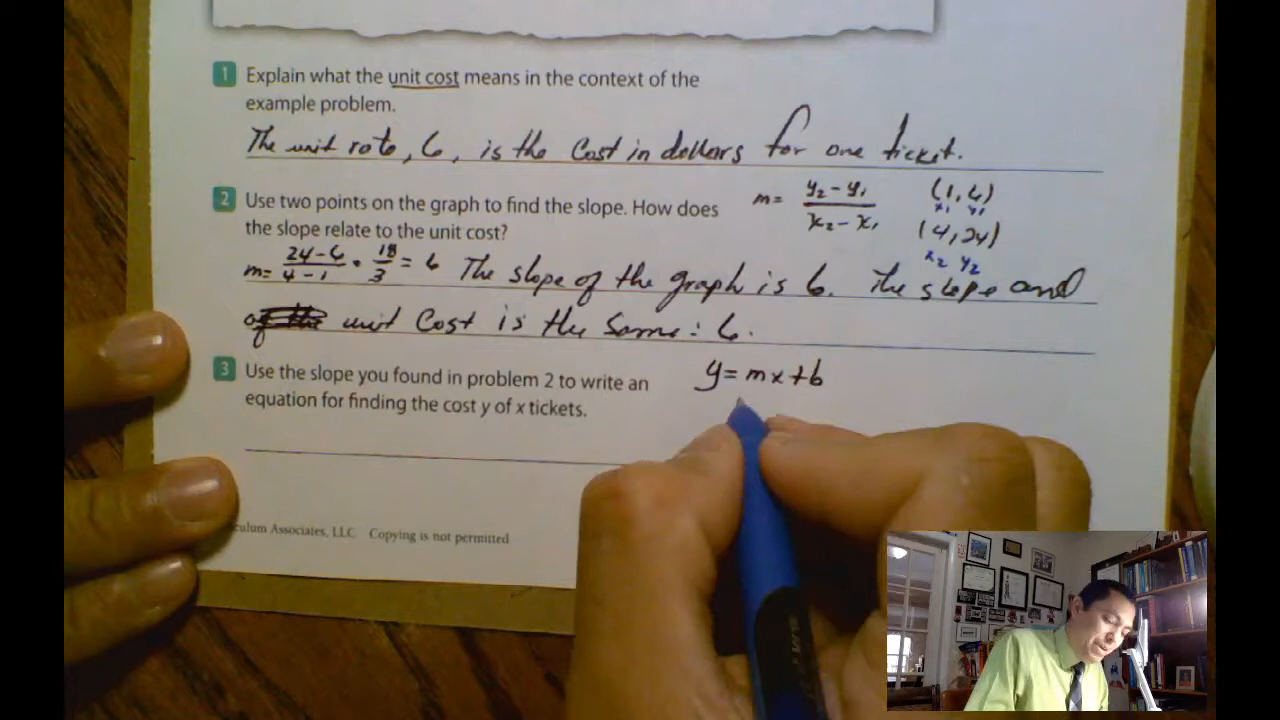 1 Explain what the unit cost means in the context of the
example problem.
The unit rate, 6, is the cost in dollars for one ticket.
2 Use two points on the graph to find the slope. How does
the slope relate to the unit cost?
m= y₂-y₁ / x₂-x₁
(1,6)
x₁ y₁
(4,24)
x₂ y₂
m= 24-6 / 4-1 = 18/3 = 6 The slope of the graph is 6. The slope and
unit cost is the same: 6.
3 Use the slope you found in problem 2 to write an
equation for finding the cost y of x tickets.
y=mx+b
Associates, LLC Copying is not permitted